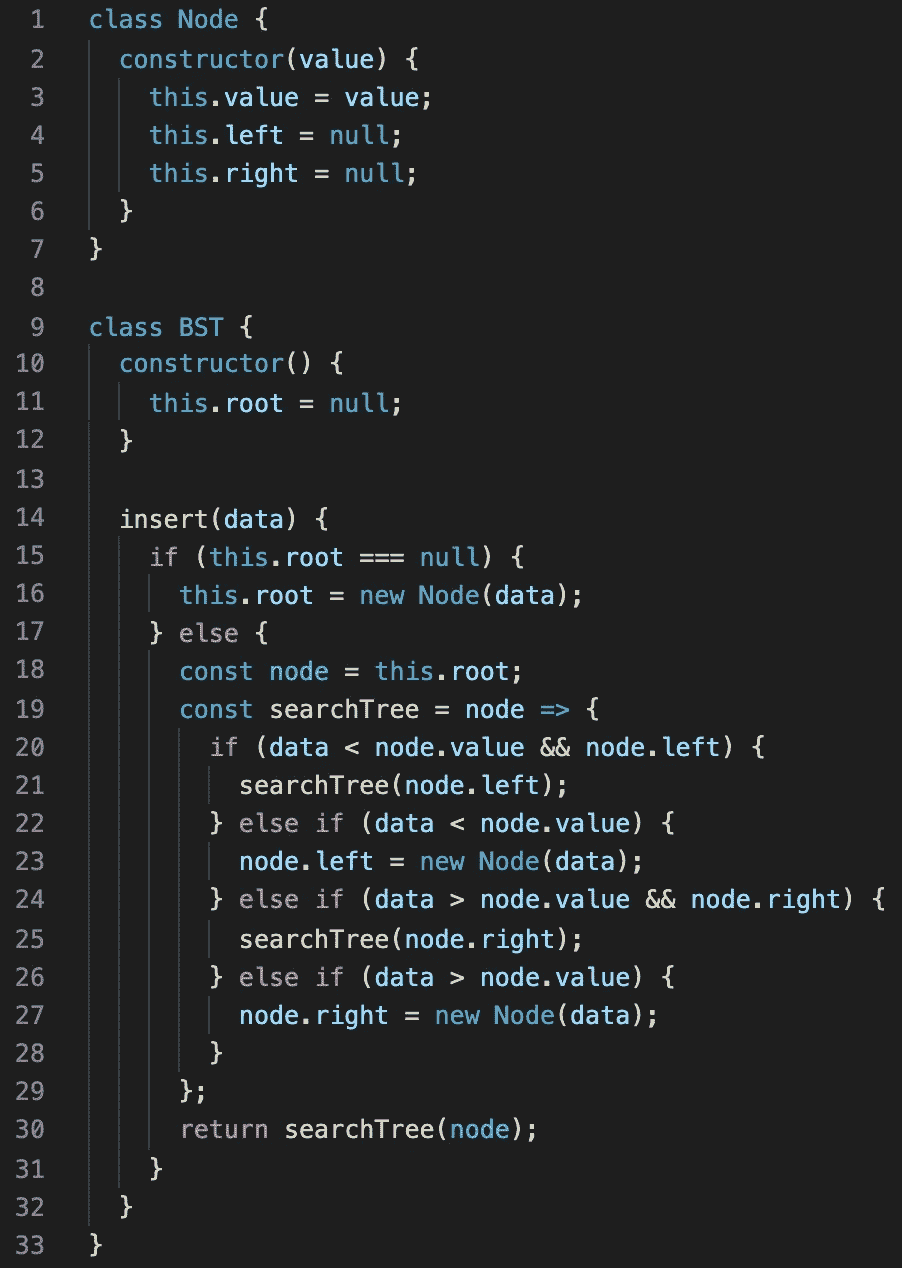 1 class Node {
2   constructor(value) {
3     this.value = value;
4     this.left = null;
5     this.right = null;
6   }
7 }
8
9 class BST {
10   constructor() {
11     this.root = null;
12   }
13
14   insert(data) {
15     if (this.root === null) {
16       this.root = new Node(data);
17     } else {
18       const node = this.root;
19       const searchTree = node => {
20         if (data < node.value && node.left) {
21           searchTree(node.left);
22         } else if (data < node.value) {
23           node.left = new Node(data);
24         } else if (data > node.value && node.right) {
25           searchTree(node.right);
26         } else if (data > node.value) {
27           node.right = new Node(data);
28         }
29       };
30       return searchTree(node);
31     }
32   }
33 }